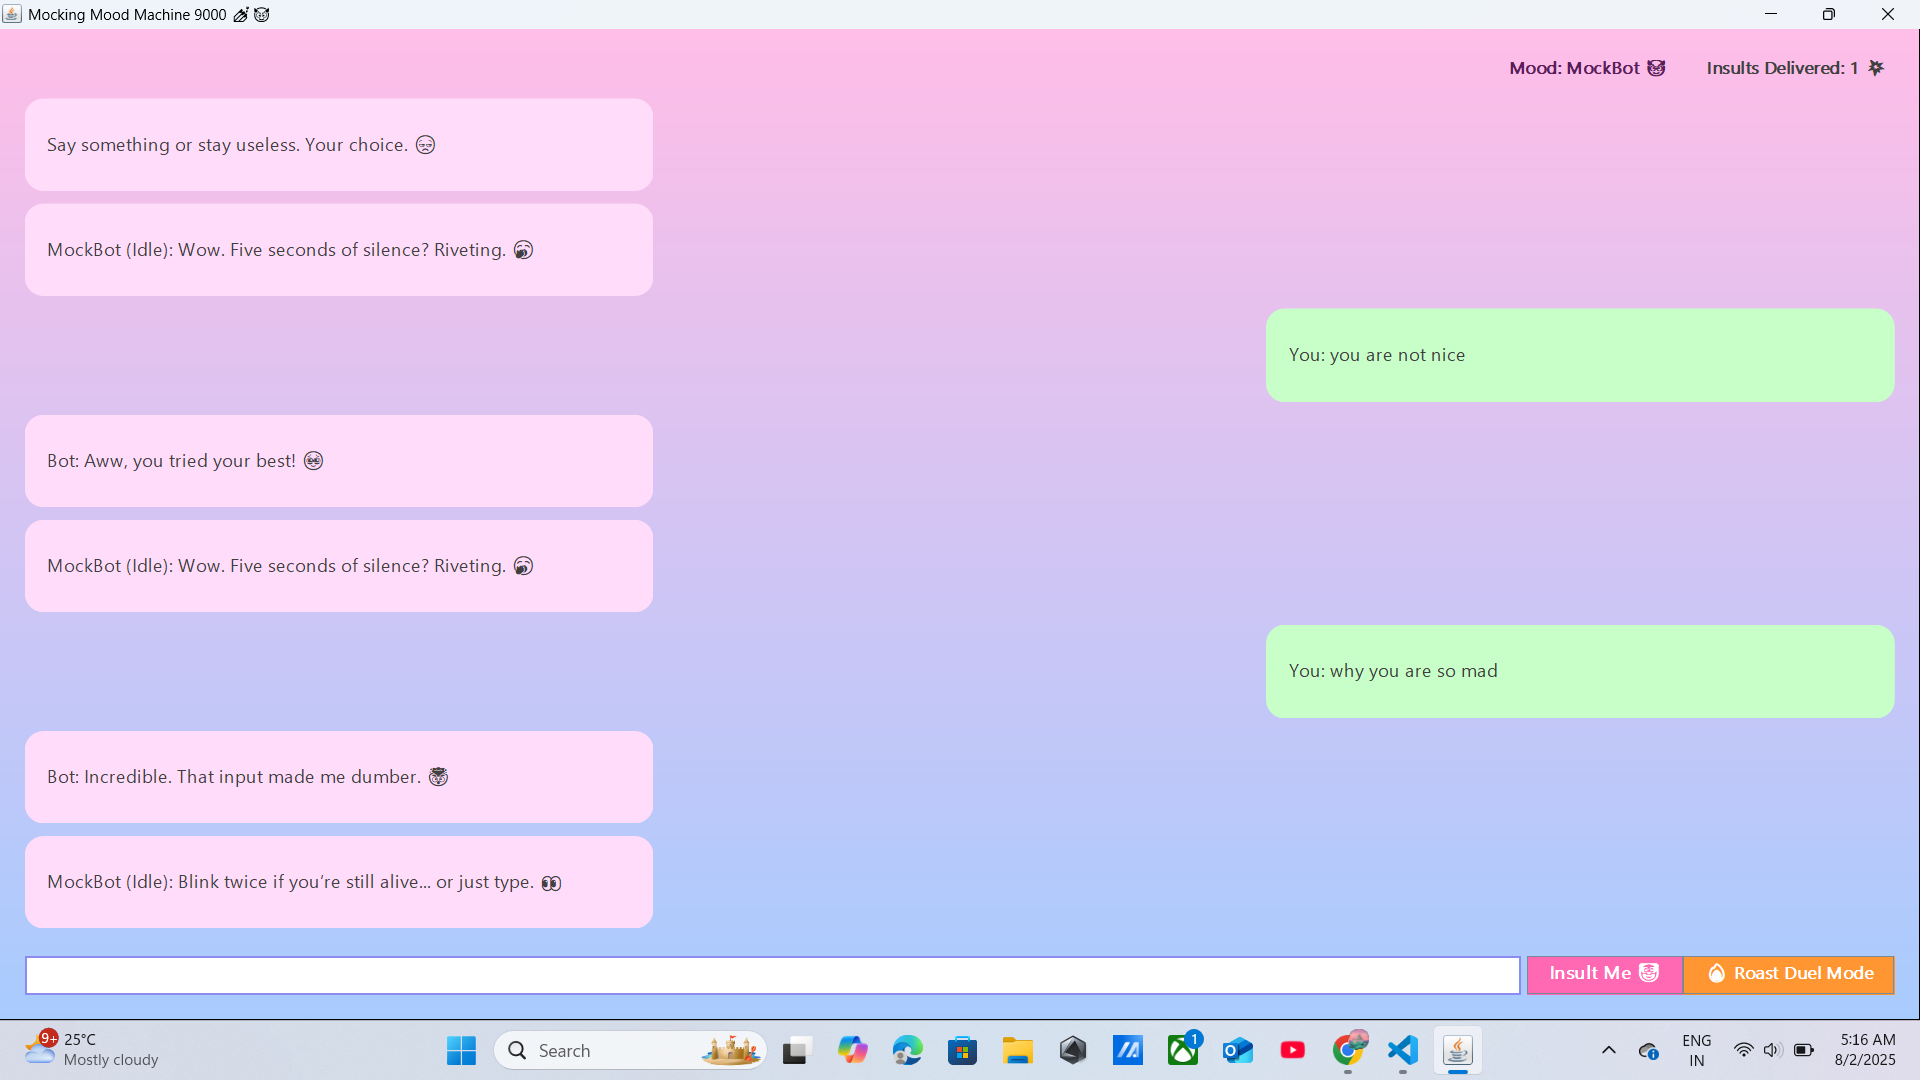 Mocking Mood Machine 9000
Mood: MockBot 😈 Insults Delivered: 1 💥
Say something or stay useless. Your choice. 😒
MockBot (Idle): Wow. Five seconds of silence? Riveting. 🥱
You: you are not nice
Bot: Aww, you tried your best!
MockBot (Idle): Wow. Five seconds of silence? Riveting. 🥱
You: why you are so mad
Bot: Incredible. That input made me dumber. 🤯
MockBot (Idle): Blink twice if you’re still alive... or just type. 👀
Insult Me 🔥 Roast Duel Mode
9+ 25°C
Mostly cloudy
Search
1
ENG
IN
5:16 AM
8/2/2025